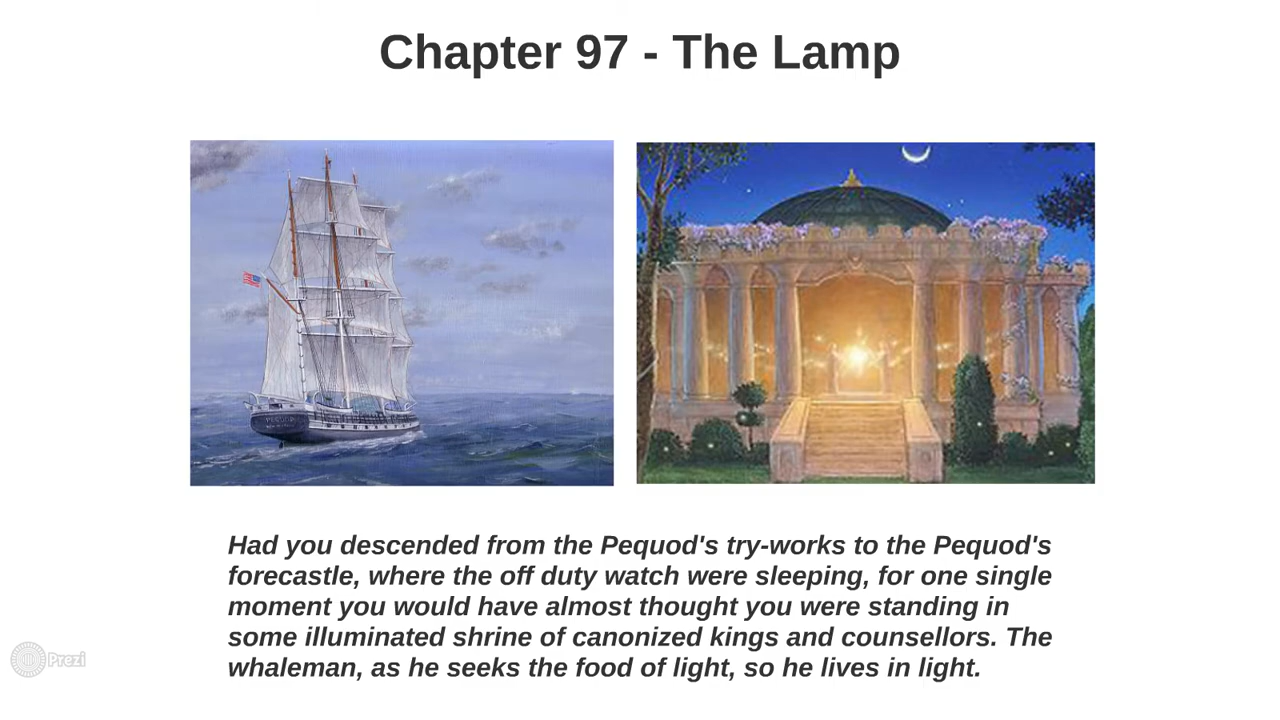 Chapter 97 - The Lamp
Had you descended from the Pequod's try-works to the Pequod's
forecastle, where the off duty watch were sleeping, for one single
moment you would have almost thought you were standing in
some illuminated shrine of canonized kings and counsellors. The
whaleman, as he seeks the food of light, so he lives in light.
Prezi